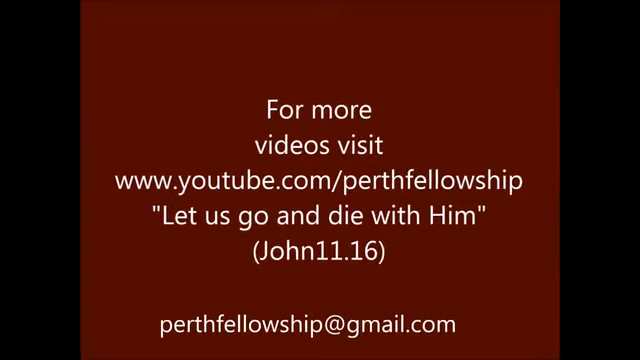 For more
videos visit
www.youtube.com/perthfellowship
"Let us go and die with Him"
(John11.16)
perthfellowship@gmail.com